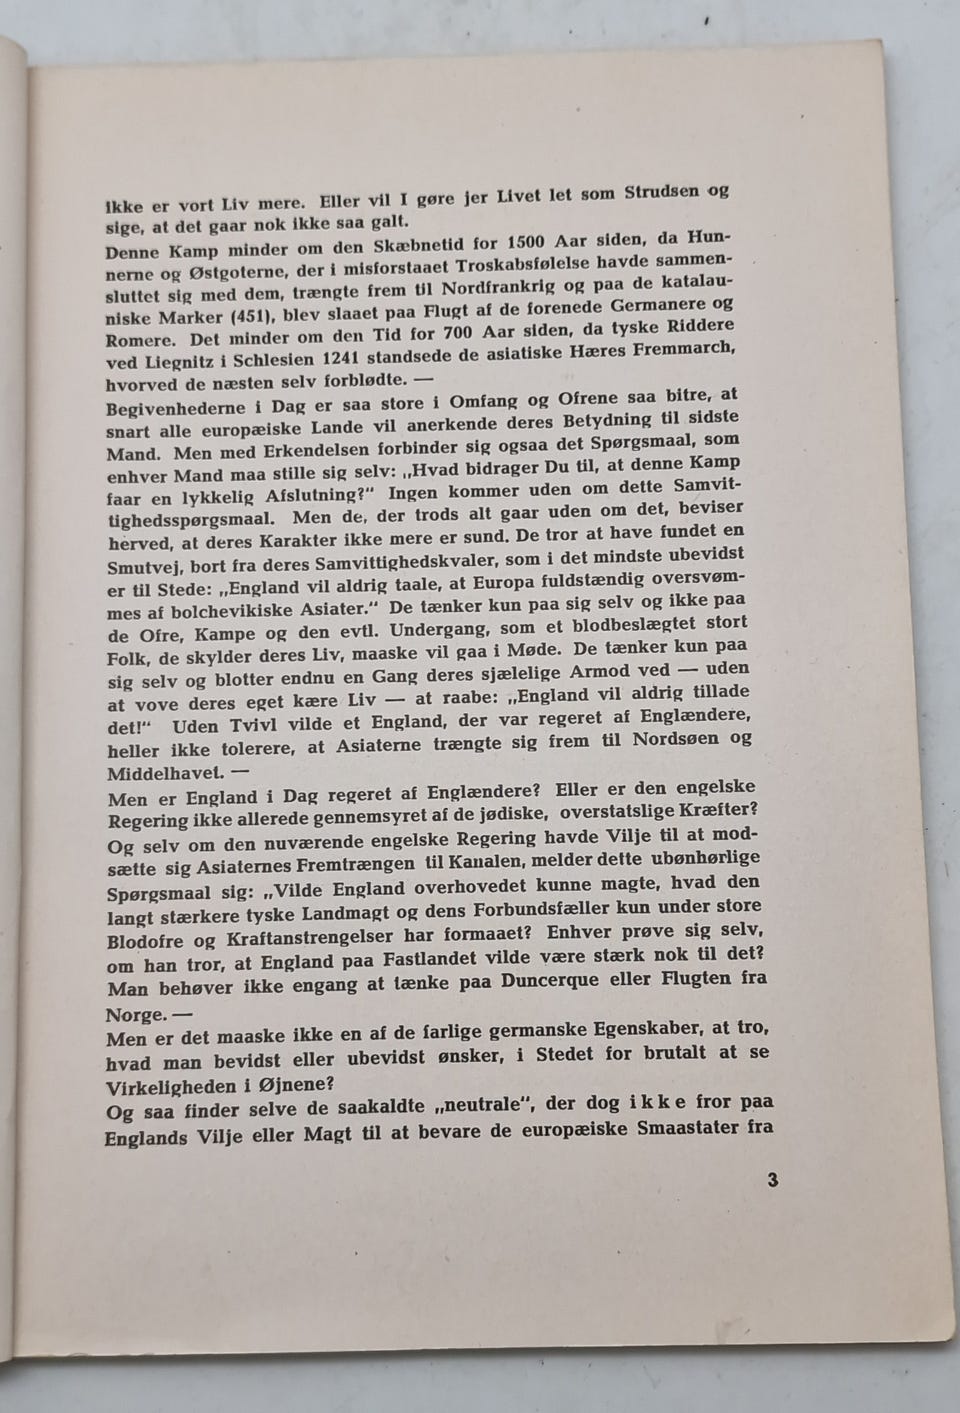 ikke er vort Liv mere. Eller vil I gøre jer Livet let som Strudsen og
sige, at det gaar nok ikke saa galt.
Denne Kamp minder om den Skæbnetid for 1500 Aar siden, da Hun-
nerne og Østgoterne, der i misforstaaet Troskabsfølelse havde sammen-
sluttet sig med dem, trængte frem til Nordfrankrig og paa de katalau-
niske Marker (451), blev slaaet paa Flugt af de forenede Germanere og
Romere. Det minder om den Tid for 700 Aar siden, da tyske Riddere
ved Liegnitz i Schlesien 1241 standsede de asiatiske Hæres Fremmarch,
hvorved de næsten selv forblødte. —
Begivenhederne i Dag er saa store i Omfang og Ofrene saa bitre, at
snart alle europæiske Lande vil anerkende deres Betydning til sidste
Mand. Men med Erkendelsen forbinder sig ogsaa det Spørgsmaal, som
enhver Mand maa stille sig selv: „Hvad bidrager Du til, at denne Kamp
faar en lykkelig Afslutning?" Ingen kommer uden om dette Samvit-
tighedsspørgsmaal. Men de, der trods alt gaar uden om det, beviser
herved, at deres Karakter ikke mere er sund. De tror at have fundet en
Smutvej, bort fra deres Samvittighedskvaler, som i det mindste ubevidst
er til Stede: „England vil aldrig taale, at Europa fuldstændig oversvøm-
mes af bolchevikiske Asiater." De tænker kun paa sig selv og ikke paa
de Ofre, Kampe og den evtl. Undergang, som et blodbeslægtet stort
Folk, de skylder deres Liv, maaske vil gaa i Møde. De tænker kun paa
sig selv og blotter endnu en Gang deres sjælelige Armod ved — uden
at vove deres eget kære Liv — at raabe: „England vil aldrig tillade
det!" Uden Tvivl vilde et England, der var regeret af Englændere,
heller ikke tolerere, at Asiaterne trængte sig frem til Nordsøen og
Middelhavet. —
Men er England i Dag regeret af Englændere? Eller er den engelske
Regering ikke allerede gennemsyret af de jødiske, overstatslige Kræfter?
Og selv om den nuværende engelske Regering havde Vilje til at mod-
sætte sig Asiaternes Fremtrængen til Kanalen, melder dette ubønhørlige
Spørgsmaal sig: „Vilde England overhovedet kunne magte, hvad den
langt stærkere tyske Landmagt og dens Forbundsfæller kun under store
Blodofre og Kraftanstrengelser har formaaet? Enhver prøve sig selv,
om han tror, at England paa Fastlandet vilde være stærk nok til det?
Man behøver ikke engang at tænke paa Duncerque eller Flugten fra
Norge. —
Men er det maaske ikke en af de farlige germanske Egenskaber, at tro,
hvad man bevidst eller ubevidst ønsker, i Stedet for brutalt at se
Virkeligheden i Øjnene?
Og saa finder selve de saakaldte „neutrale", der dog ikke fror paa
Englands Vilje eller Magt til at bevare de europæiske Smaastater fra
3